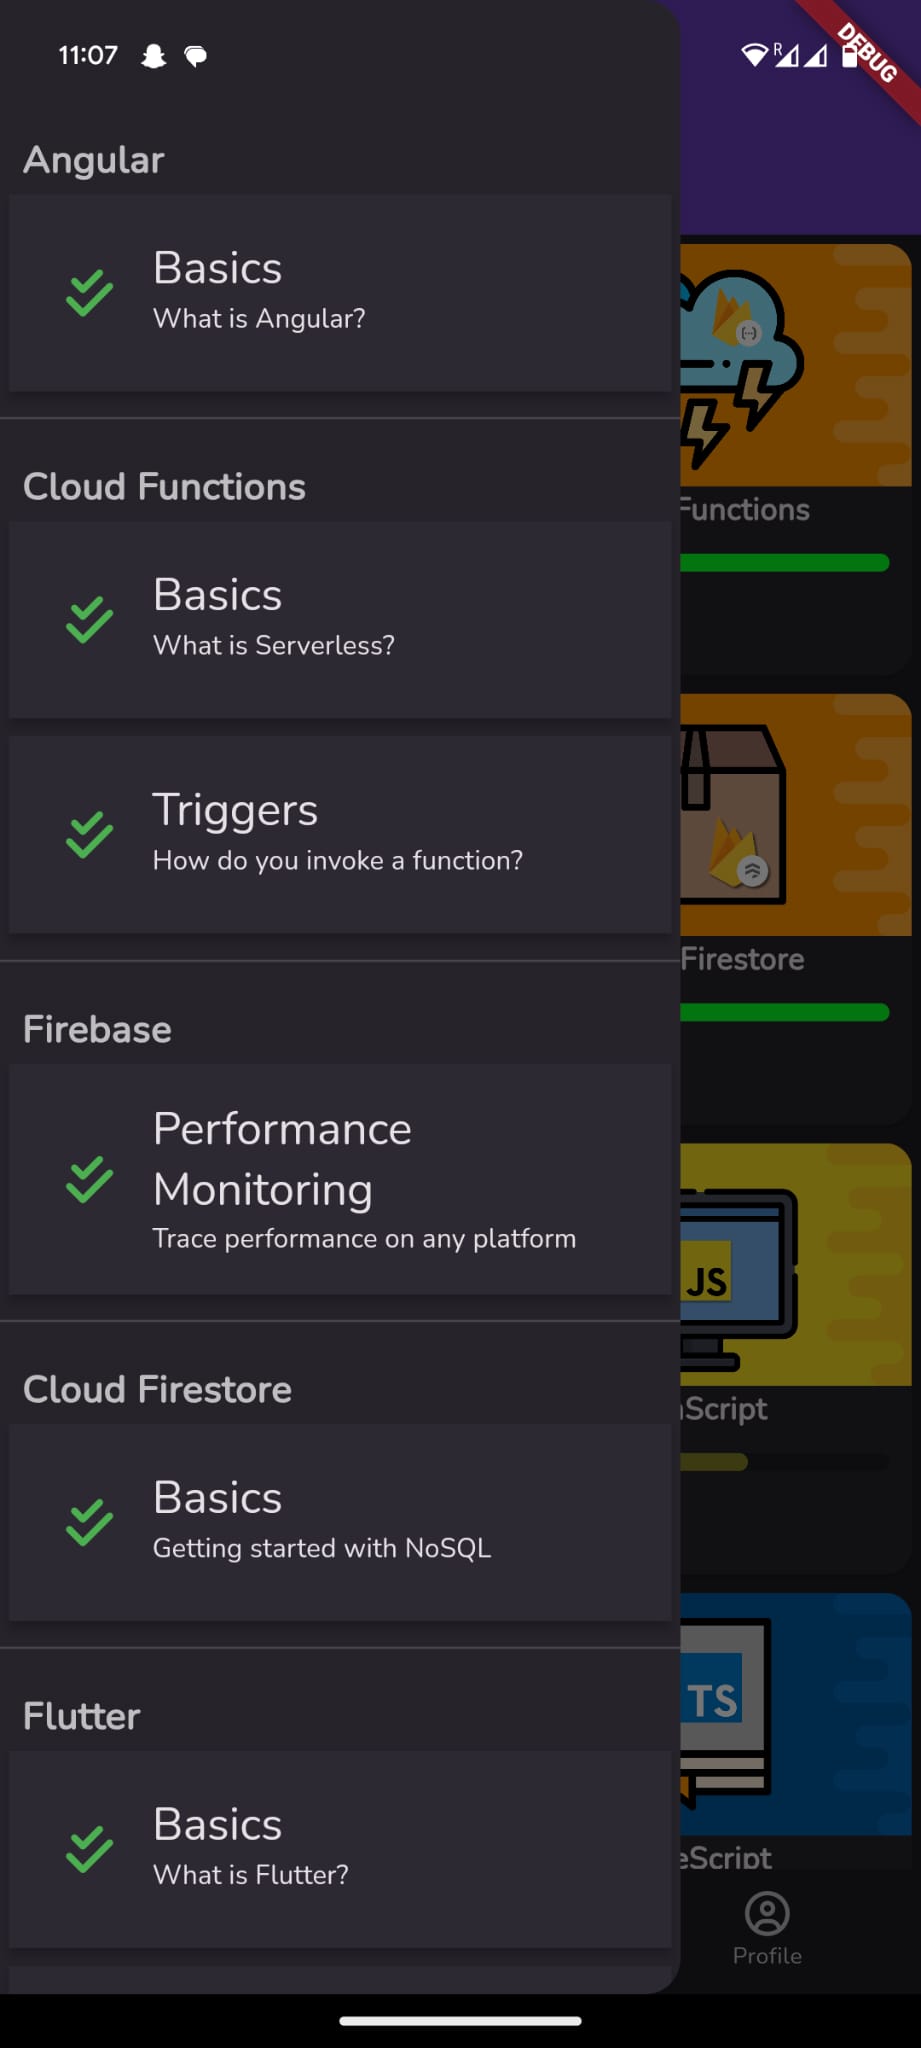 11:07
R
DEBUG
Angular
Basics
What is Angular?
Cloud Functions
Basics
What is Serverless?
Triggers
How do you invoke a function?
Firebase
Performance
Monitoring
Trace performance on any platform
Cloud Firestore
Basics
Getting started with NoSQL
Flutter
Basics
What is Flutter?
Functions
Firestore
JS
aScript
TS
eScript
Profile